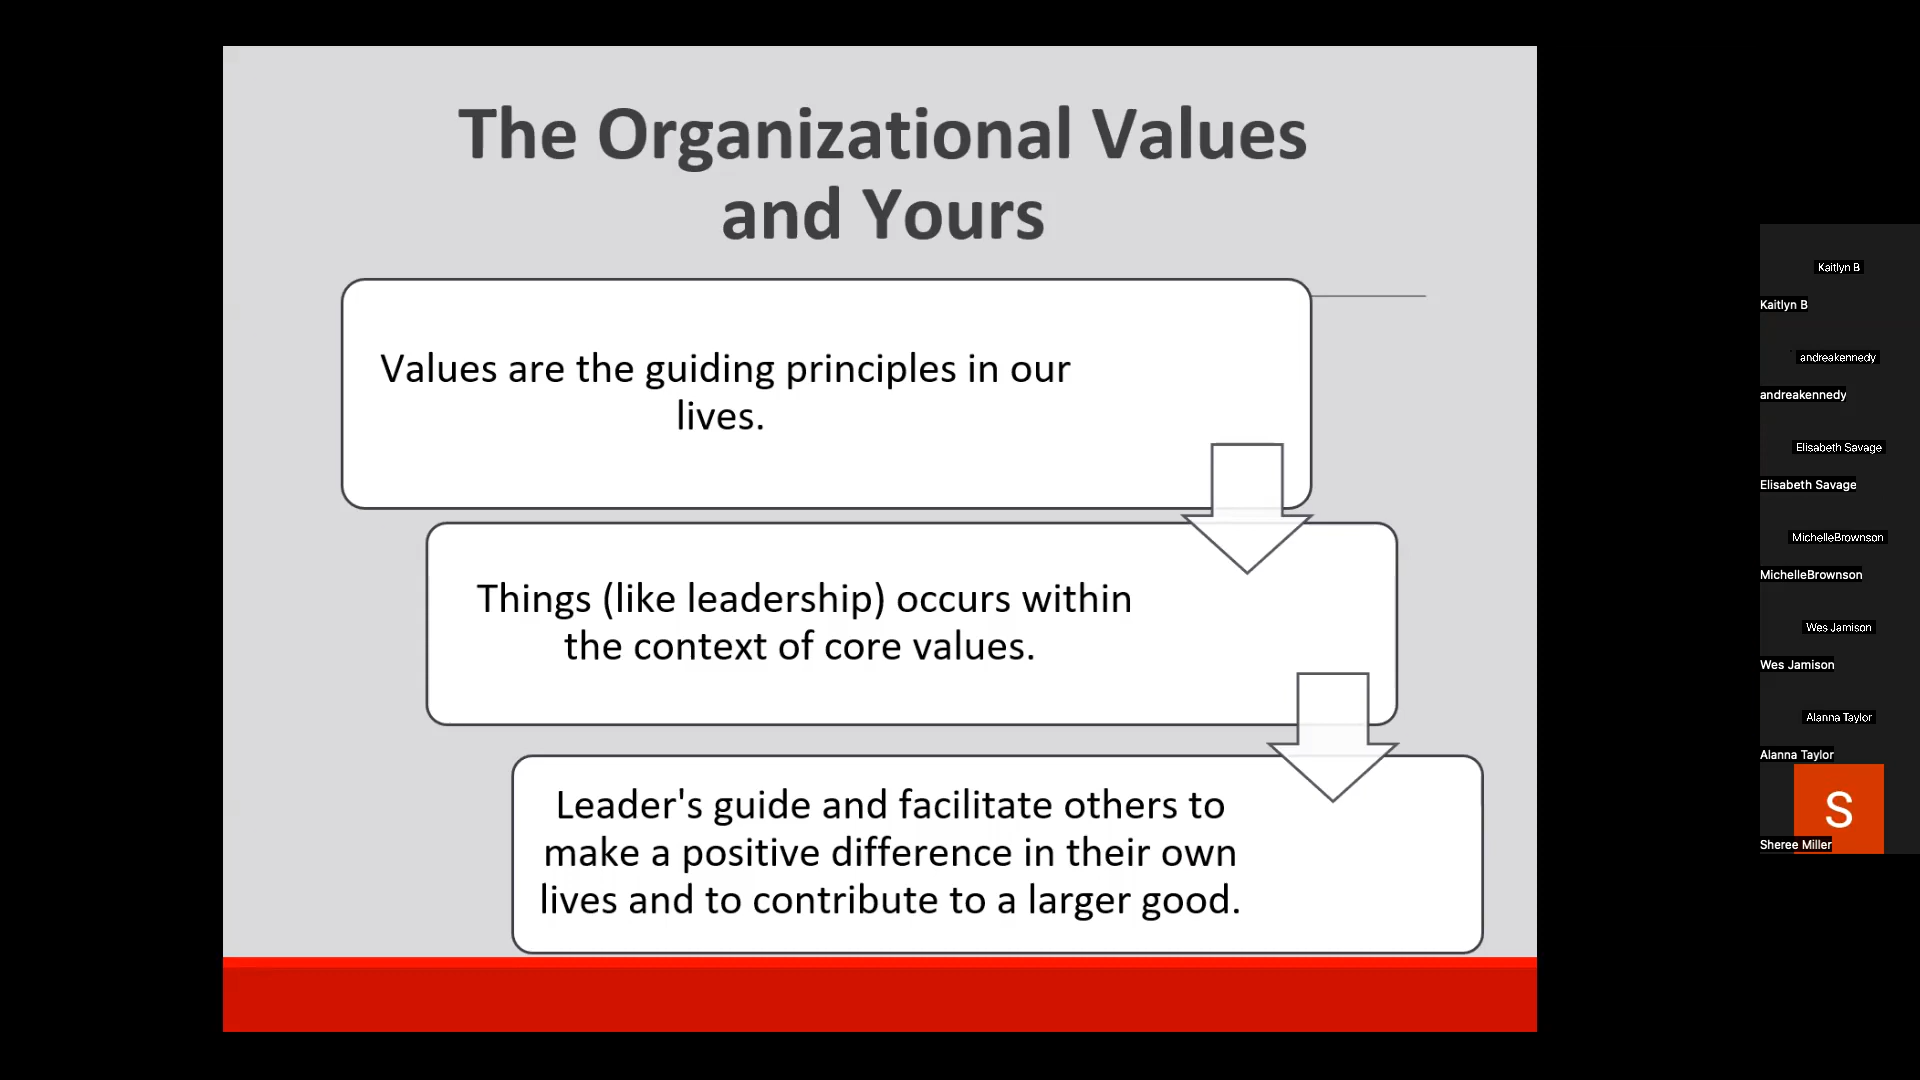 The Organizational Values
and Yours
Values are the guiding principles in our
lives.
Things (like leadership) occurs within
the context of core values.
Leader's guide and facilitate others to
make a positive difference in their own
lives and to contribute to a larger good.
Kaitlyn B
Kaitlyn B
andreakennedy
andreakennedy
Elisabeth Savage
Elisabeth Savage
MichelleBrownson
MichelleBrownson
Wes Jamison
Wes Jamison
Alanna Taylor
Alanna Taylor
S
Sheree Miller